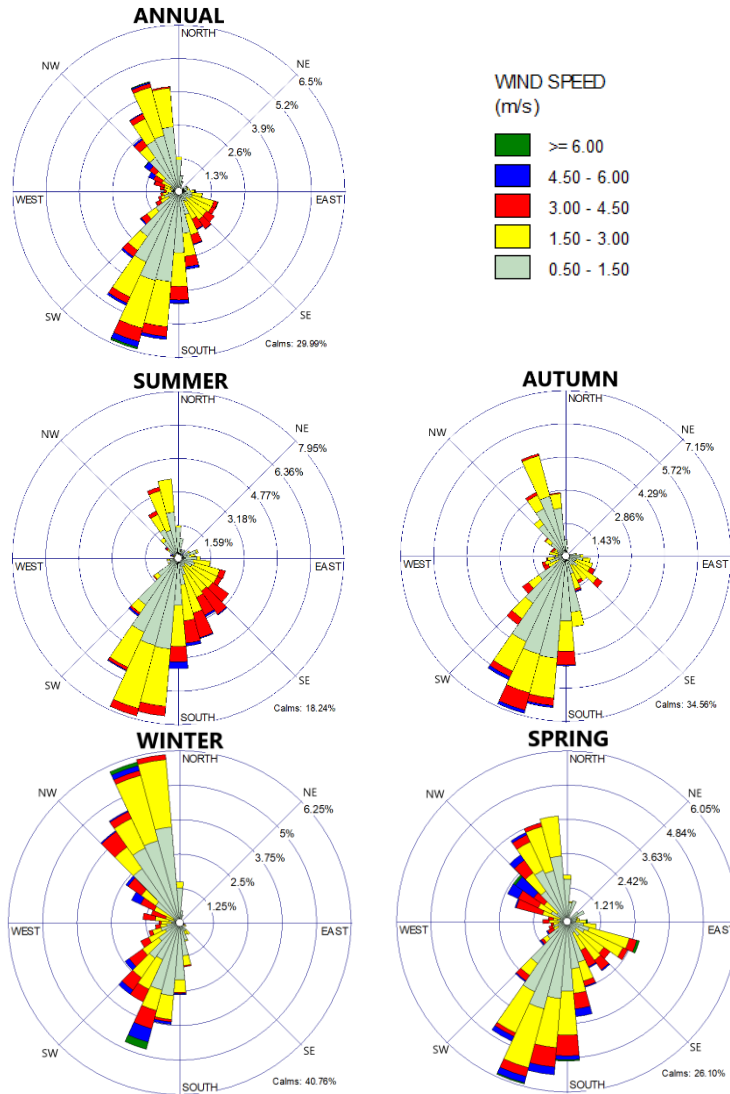 ANNUAL
NORTH
NW
NE
6.5%
5.2%
3.9%
2.6%
1.3%
WEST
EAST
SW
SE
SOUTH
Calms: 29.99%
WIND SPEED
(m/s)
>= 6.00
4.50 - 6.00
3.00 - 4.50
1.50 - 3.00
0.50 - 1.50
SUMMER
NORTH
NW
NE
7.95%
6.36%
4.77%
3.18%
1.59%
WEST
EAST
SW
SE
SOUTH
Calms: 18.24%
AUTUMN
NORTH
NW
NE
7.15%
5.72%
4.29%
2.86%
1.43%
WEST
EAST
SW
SE
SOUTH
Calms: 34.56%
WINTER
NORTH
NW
NE
6.25%
5%
3.75%
2.5%
1.25%
WEST
EAST
SW
SE
SOUTH
Calms: 40.76%
SPRING
NORTH
NW
NE
6.05%
4.84%
3.63%
2.42%
1.21%
WEST
EAST
SW
SE
SOUTH
Calms: 26.10%